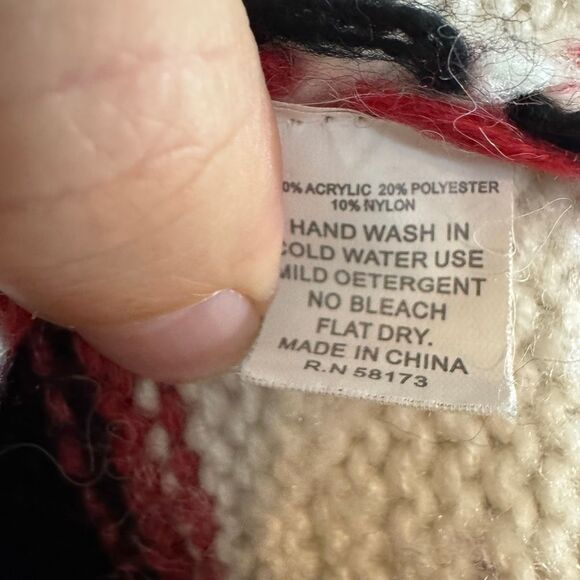 0% ACRYLIC 20% POLYESTER
10% NYLON
HAND WASH IN
COLD WATER USE
MILD OETERGENT
NO BLEACH
FLAT DRY.
MADE IN CHINA
R.N 58173